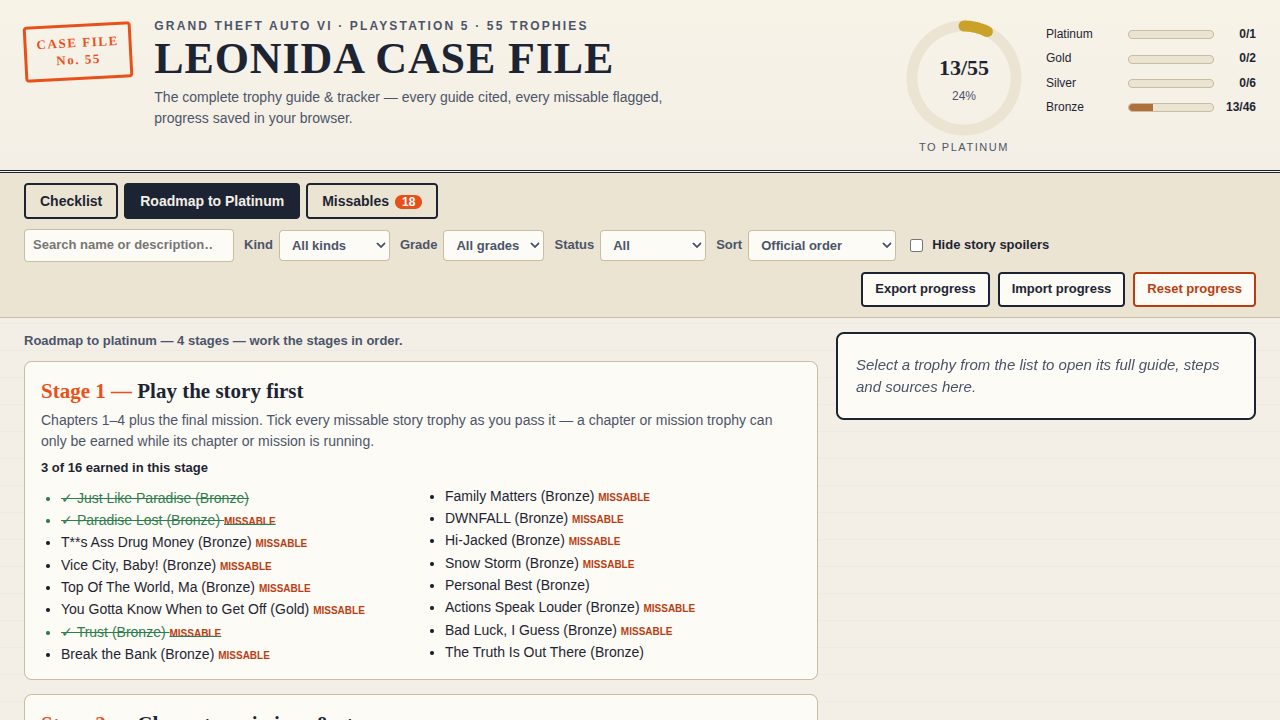 CASE FILE
No. 55
GRAND THEFT AUTO VI · PLAYSTATION 5 · 55 TROPHIES
LEONIDA CASE FILE
The complete trophy guide & tracker — every guide cited, every missable flagged,
progress saved in your browser.
13/55
24%
TO PLATINUM
Platinum 0/1
Gold 0/2
Silver 0/6
Bronze 13/46
Checklist
Roadmap to Platinum
Missables 18
Search name or description..
Kind All kinds
Grade All grades
Status All
Sort Official order
Hide story spoilers
Export progress
Import progress
Reset progress
Roadmap to platinum — 4 stages — work the stages in order.
Stage 1 — Play the story first
Chapters 1–4 plus the final mission. Tick every missable story trophy as you pass it — a chapter or mission trophy can
only be earned while its chapter or mission is running.
3 of 16 earned in this stage
✓ Just Like Paradise (Bronze)
✓ Paradise Lost (Bronze) MISSABLE
T**s Ass Drug Money (Bronze) MISSABLE
Vice City, Baby! (Bronze) MISSABLE
Top Of The World, Ma (Bronze) MISSABLE
You Gotta Know When to Get Off (Gold) MISSABLE
✓ Trust (Bronze) MISSABLE
Break the Bank (Bronze) MISSABLE
Family Matters (Bronze) MISSABLE
DWNFALL (Bronze) MISSABLE
Hi-Jacked (Bronze) MISSABLE
Snow Storm (Bronze) MISSABLE
Personal Best (Bronze)
Actions Speak Louder (Bronze) MISSABLE
Bad Luck, I Guess (Bronze) MISSABLE
The Truth Is Out There (Bronze)
Select a trophy from the list to open its full guide, steps
and sources here.